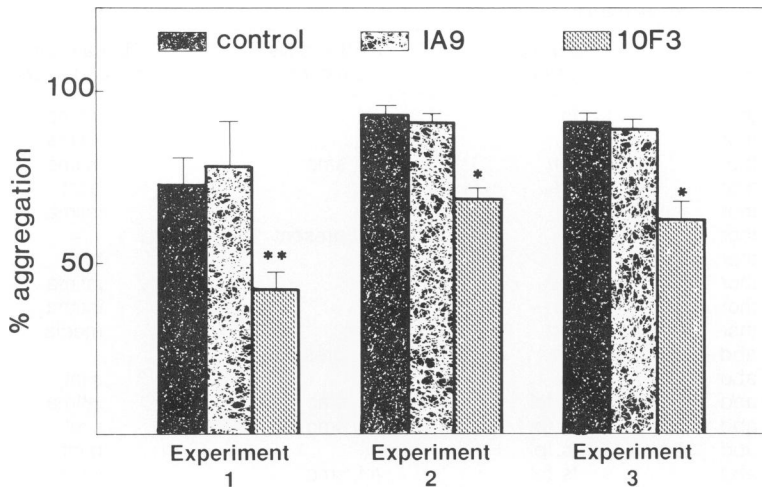 control IA9 10F3
100
50
% aggregation
**
*
*
Experiment Experiment Experiment
1 2 3